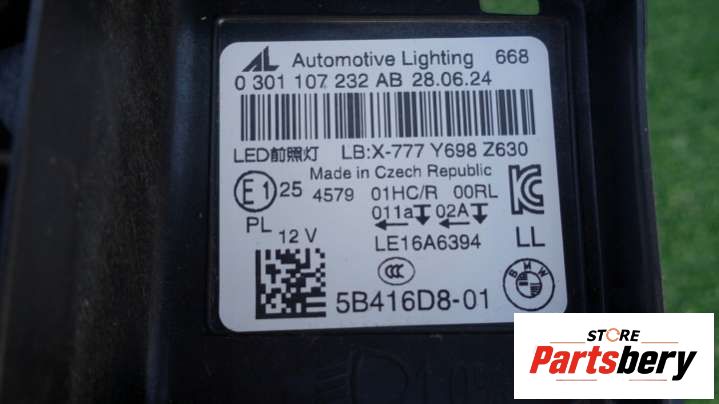 AL Automotive Lighting 668
0 301 107 232 AB 28.06.24
LED前照灯 LB:X-777 Y698 Z630
Made in Czech Republic
E1 25 4579 01HC/R 00RL
011a 02A
PL 12 V LE16A6394 LL
CCC
5B416D8-01 BMW
STORE
Partsbery